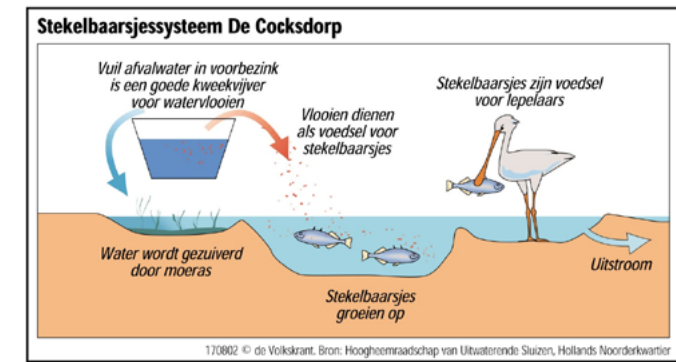 Stekelbaarsjessysteem De Cocksdorp
Vuil afvalwater in voorbezink
is een goede kweekvijver
voor watervlooien
Vlooien dienen
als voedsel voor
stekelbaarsjes
Stekelbaarsjes zijn voedsel
voor lepelaars
Water wordt gezuiverd
door moeras
Stekelbaarsjes
groeien op
Uitstroom
170802 © de Volkskrant. Bron: Hoogheemraadschap van Uitwaterende Sluizen, Hollands Noorderkwartier